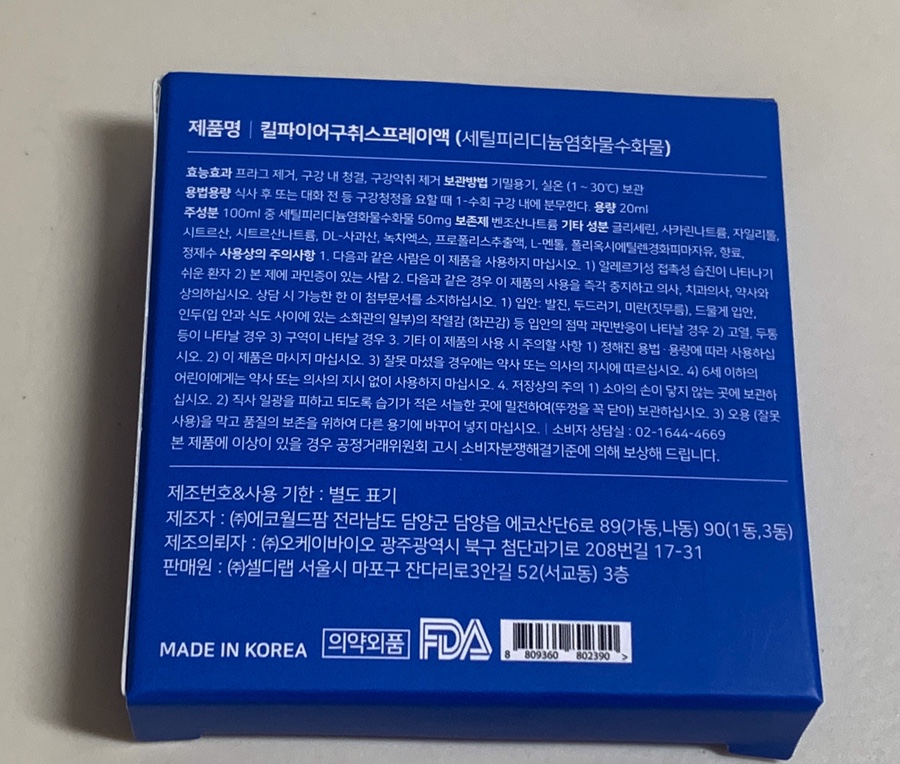 제품명 | 킬파이어구취스프레이액 (세틸피리디늄염화물수화물)
효능효과 프라그 제거, 구강 내 청결, 구강악취 제거 보관방법 기밀용기, 실온 (1 ~ 30℃) 보관
용법용량 식사 후 또는 대화 전 등 구강청정을 요할 때 1-수회 구강 내에 분무한다. 용량 20ml
주성분 100ml 중 세틸피리디늄염화물수화물 50mg 보존제 벤조산나트륨 기타 성분 글리세린, 사카린나트륨, 자일리톨,
시트르산, 시트르산나트륨, DL-사과산, 녹차엑스, 프로폴리스추출액, L-멘톨, 폴리옥시에틸렌경화피마자유, 향료,
정제수 사용상의 주의사항 1. 다음과 같은 사람은 이 제품을 사용하지 마십시오. 1) 알레르기성 접촉성 습진이 나타나기
쉬운 환자 2) 본 제에 과민증이 있는 사람 2. 다음과 같은 경우 이 제품의 사용을 즉각 중지하고 의사, 치과의사, 약사와
상의하십시오. 상담 시 가능한 한 이 첨부문서를 소지하십시오. 1) 입안: 발진, 두드러기, 미란(짓무름), 드물게 입안,
인두(입 안과 식도 사이에 있는 소화관의 일부)의 작열감 (화끈감) 등 입안의 점막 과민반응이 나타날 경우 2) 고열, 두통
등이 나타날 경우 3) 구역이 나타날 경우 3. 기타 이 제품의 사용 시 주의할 사항 1) 정해진 용법·용량에 따라 사용하십
시오. 2) 이 제품은 마시지 마십시오. 3) 잘못 마셨을 경우에는 약사 또는 의사의 지시에 따르십시오. 4) 6세 이하의
어린이에게는 약사 또는 의사의 지시 없이 사용하지 마십시오. 4. 저장상의 주의 1) 소아의 손이 닿지 않는 곳에 보관하
십시오. 2) 직사 일광을 피하고 되도록 습기가 적은 서늘한 곳에 밀전하여(뚜껑을 꼭 닫아) 보관하십시오. 3) 오용 (잘못
사용)을 막고 품질의 보존을 위하여 다른 용기에 바꾸어 넣지 마십시오. | 소비자 상담실 : 02-1644-4669
본 제품에 이상이 있을 경우 공정거래위원회 고시 소비자분쟁해결기준에 의해 보상해 드립니다.
제조번호&사용 기한 : 별도 표기
제조자 : ㈜에코월드팜 전라남도 담양군 담양읍 에코산단6로 89(가동,나동) 90(1동,3동)
제조의뢰자 : ㈜오케이바이오 광주광역시 북구 첨단과기로 208번길 17-31
판매원 : ㈜셀디랩 서울시 마포구 잔다리로3안길 52(서교동) 3층
MADE IN KOREA 의약외품 FDA 8 809360 802390 >